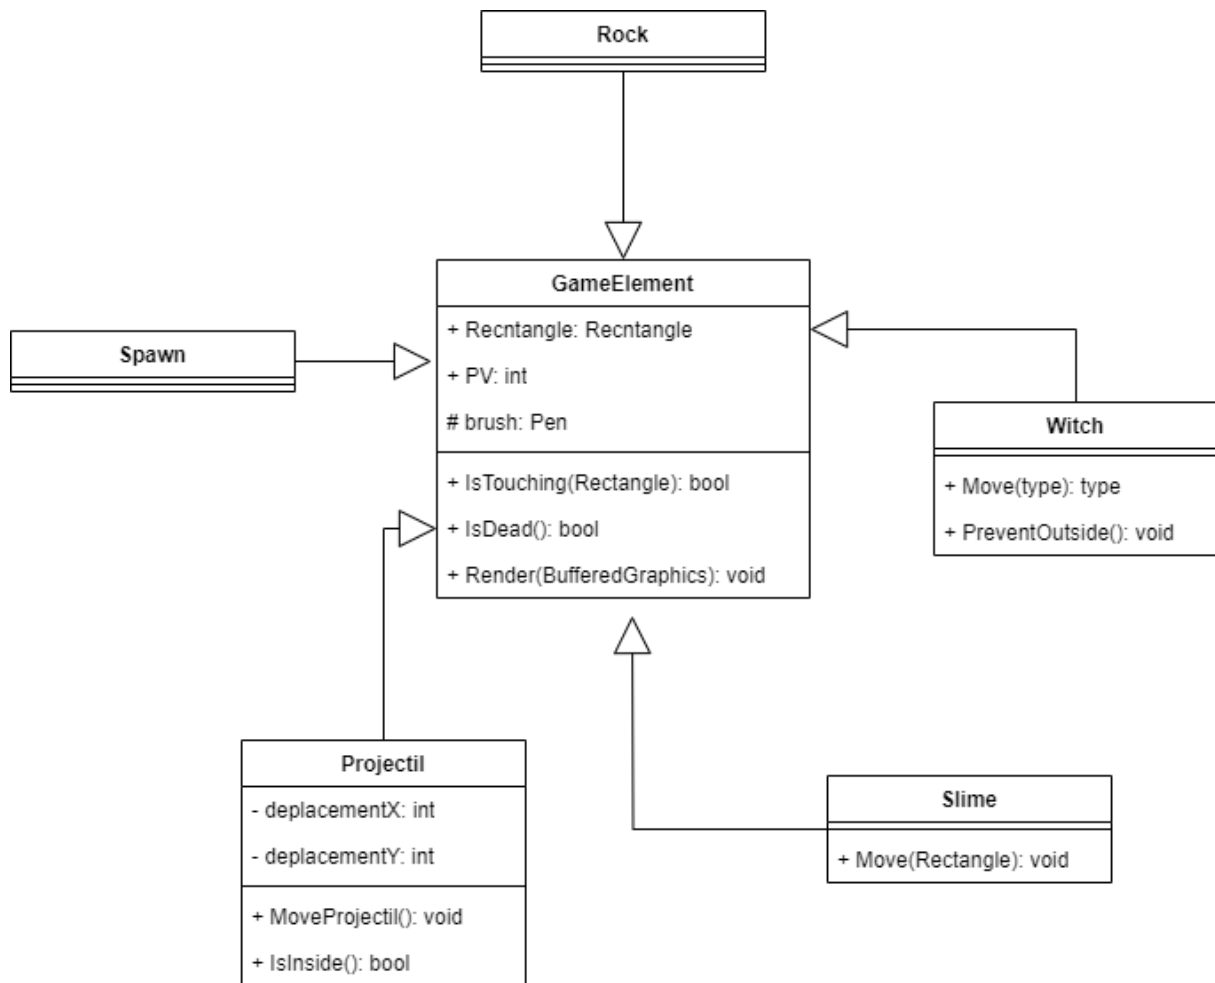 Rock
GameElement
+ Recntangle: Recntangle
+ PV: int
# brush: Pen
+ IsTouching(Rectangle): bool
+ IsDead(): bool
+ Render(BufferedGraphics): void
Spawn
Witch
+ Move(type): type
+ PreventOutside(): void
Projectil
- deplacementX: int
- deplacementY: int
+ MoveProjectil(): void
+ IsInside(): bool
Slime
+ Move(Rectangle): void